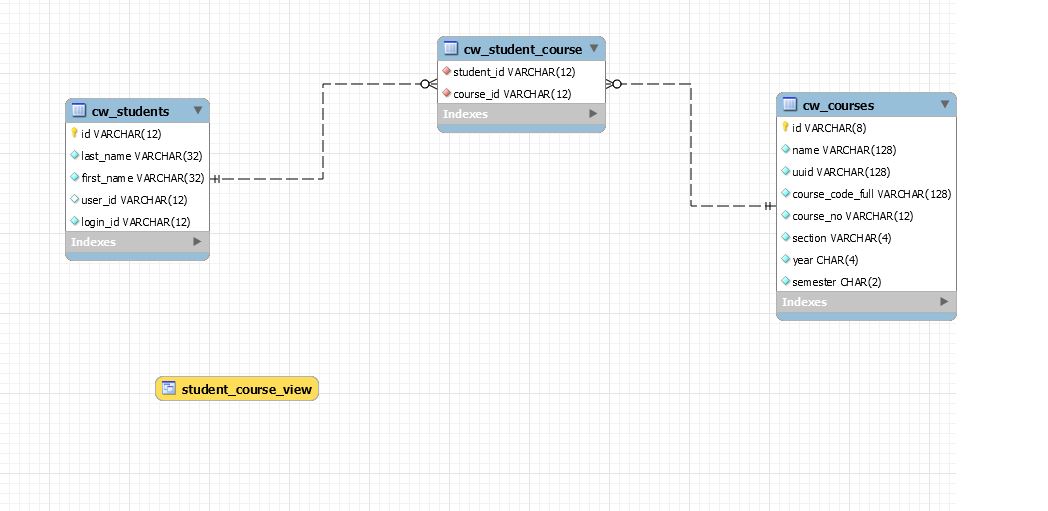 cw_students
id VARCHAR(12)
last_name VARCHAR(32)
first_name VARCHAR(32)
user_id VARCHAR(12)
login_id VARCHAR(12)
Indexes
cw_student_course
student_id VARCHAR(12)
course_id VARCHAR(12)
Indexes
cw_courses
id VARCHAR(8)
name VARCHAR(128)
uuid VARCHAR(128)
course_code_full VARCHAR(128)
course_no VARCHAR(12)
section VARCHAR(4)
year CHAR(4)
semester CHAR(2)
Indexes
student_course_view